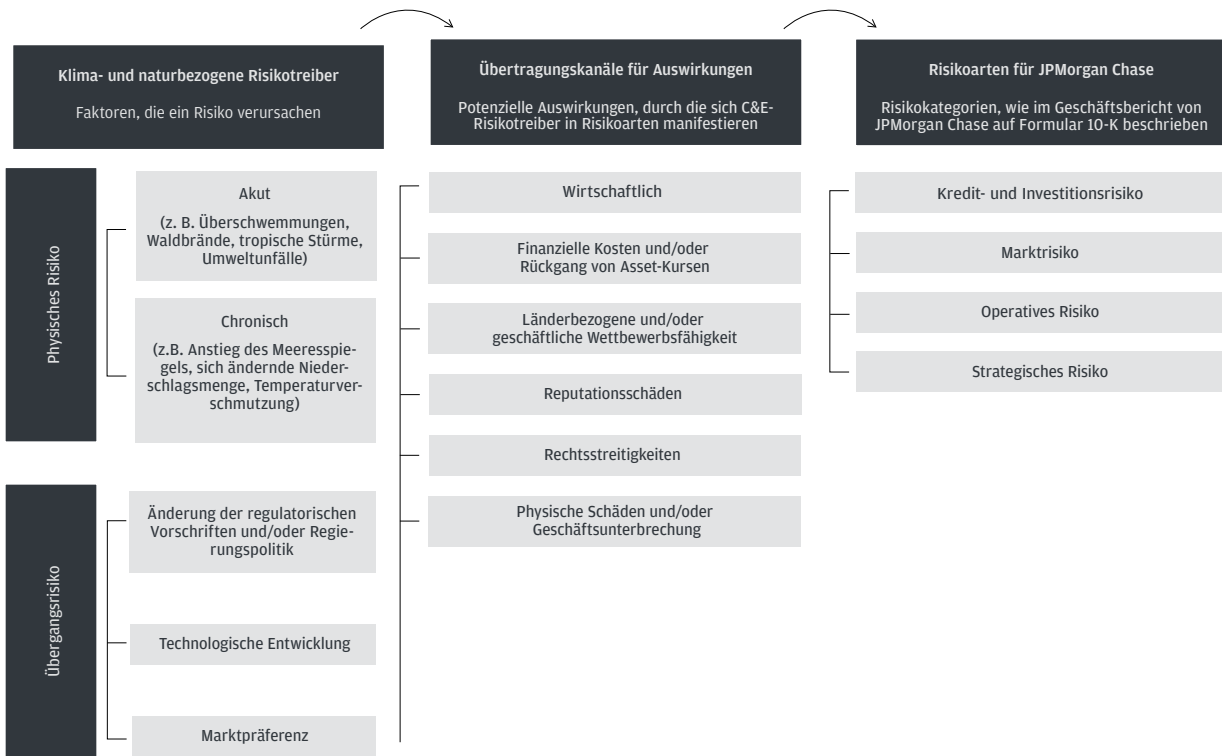 Klima- und naturbezogene Risikotreiber
Faktoren, die ein Risiko verursachen
Übertragungskanäle für Auswirkungen
Potenzielle Auswirkungen, durch die sich C&E-
Risikotreiber in Risikoarten manifestieren
Risikoarten für JPMorgan Chase
Risikokategorien, wie im Geschäftsbericht von
JPMorgan Chase auf Formular 10-K beschrieben
Physisches Risiko
Akut
(z. B. Überschwemmungen,
Waldbrände, tropische Stürme,
Umweltunfälle)
Chronisch
(z.B. Anstieg des Meeresspie-
gels, sich ändernde Nieder-
schlagsmenge, Temperaturver-
schmutzung)
Übergangsrisiko
Änderung der regulatorischen
Vorschriften und/oder Regie-
rungspolitik
Technologische Entwicklung
Marktpräferenz
Wirtschaftlich
Finanzielle Kosten und/oder
Rückgang von Asset-Kursen
Länderbezogene und/oder
geschäftliche Wettbewerbsfähigkeit
Reputationsschäden
Rechtsstreitigkeiten
Physische Schäden und/oder
Geschäftsunterbrechung
Kredit- und Investitionsrisiko
Marktrisiko
Operatives Risiko
Strategisches Risiko